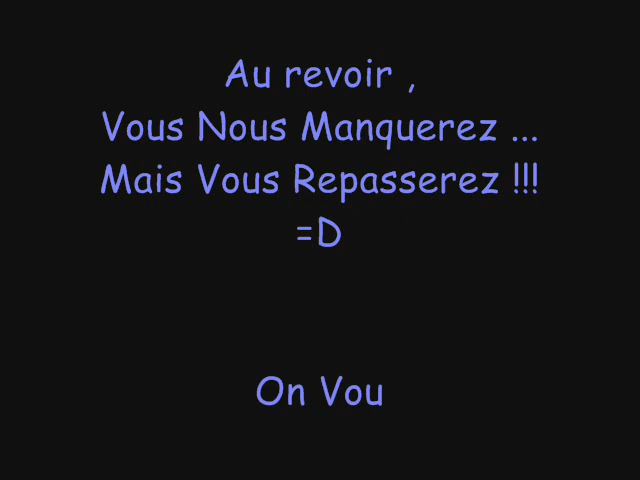 Au revoir ,
Vous Nous Manquerez ...
Mais Vous Repasserez !!!
=D
On Vou